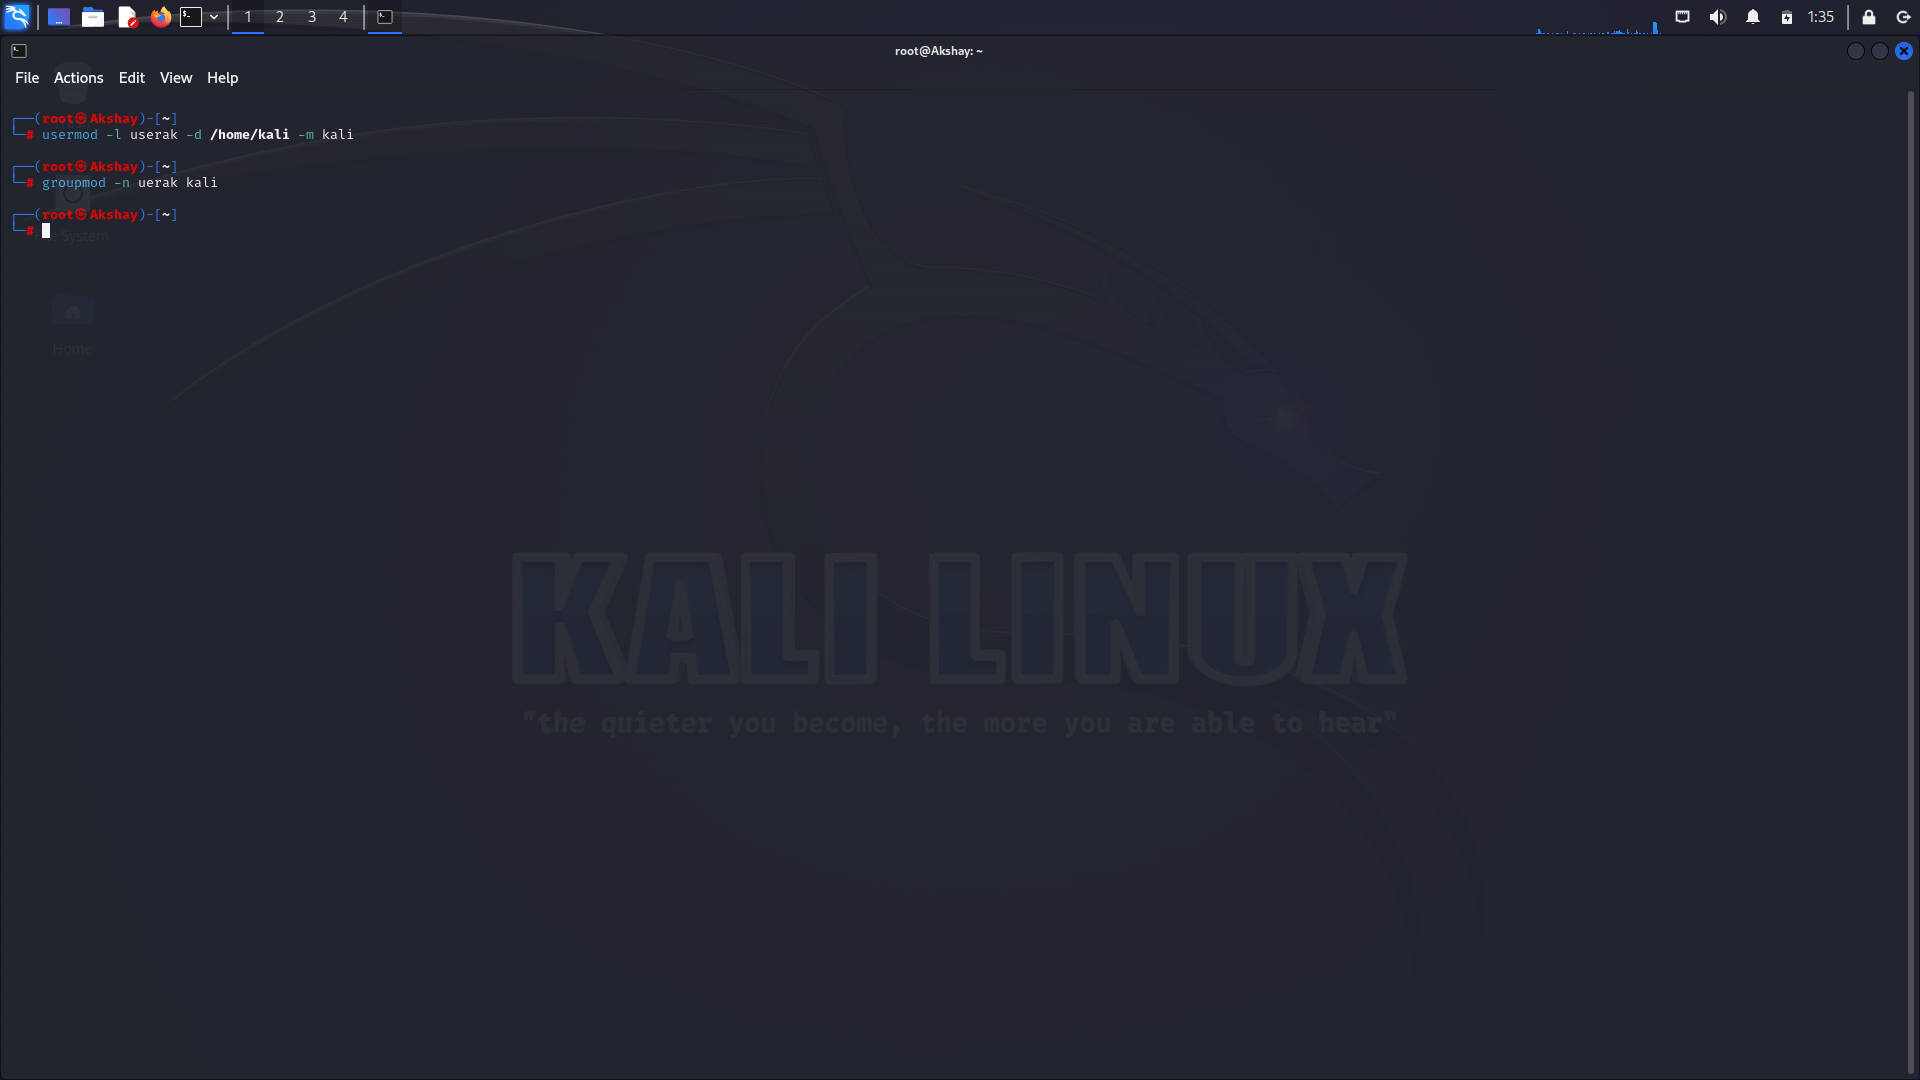 1 2 3 4
1:35
root@Akshay: ~
File Actions Edit View Help
┌──(root㉿Akshay)-[~]
└─# usermod -l userak -d /home/kali -m kali
┌──(root㉿Akshay)-[~]
└─# groupmod -n uerak kali
┌──(root㉿Akshay)-[~]
└─#
System
Home
KALI LINUX
"the quieter you become, the more you are able to hear"